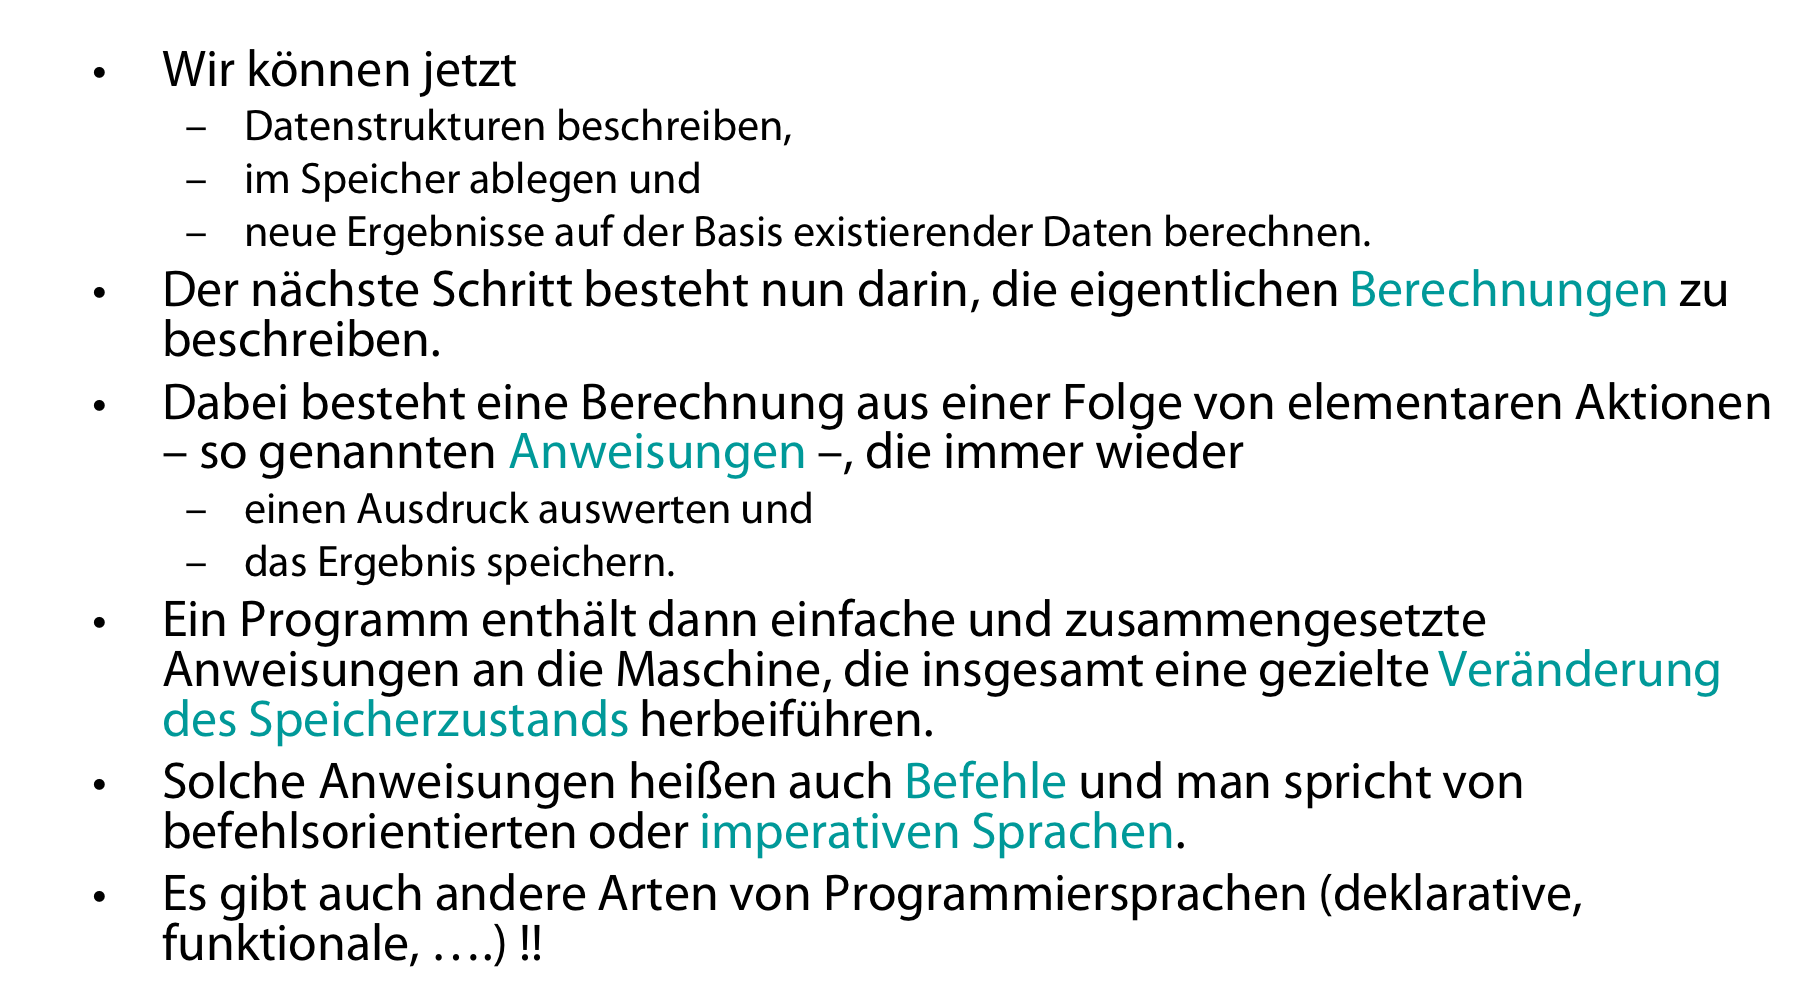 • Wir können jetzt
– Datenstrukturen beschreiben,
– im Speicher ablegen und
– neue Ergebnisse auf der Basis existierender Daten berechnen.
• Der nächste Schritt besteht nun darin, die eigentlichen Berechnungen zu
beschreiben.
• Dabei besteht eine Berechnung aus einer Folge von elementaren Aktionen
– so genannten Anweisungen –, die immer wieder
– einen Ausdruck auswerten und
– das Ergebnis speichern.
• Ein Programm enthält dann einfache und zusammengesetzte
Anweisungen an die Maschine, die insgesamt eine gezielte Veränderung
des Speicherzustands herbeiführen.
• Solche Anweisungen heißen auch Befehle und man spricht von
befehlsorientierten oder imperativen Sprachen.
• Es gibt auch andere Arten von Programmiersprachen (deklarative,
funktionale, ….) !!